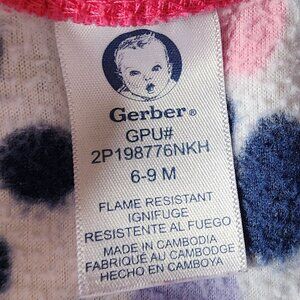 Gerber®
GPU#
2P198776NKH
6-9 M
FLAME RESISTANT
IGNIFUGE
RESISTENTE AL FUEGO
MADE IN CAMBODIA
FABRIQUÉ AU CAMBODGE
HECHO EN CAMBOYA